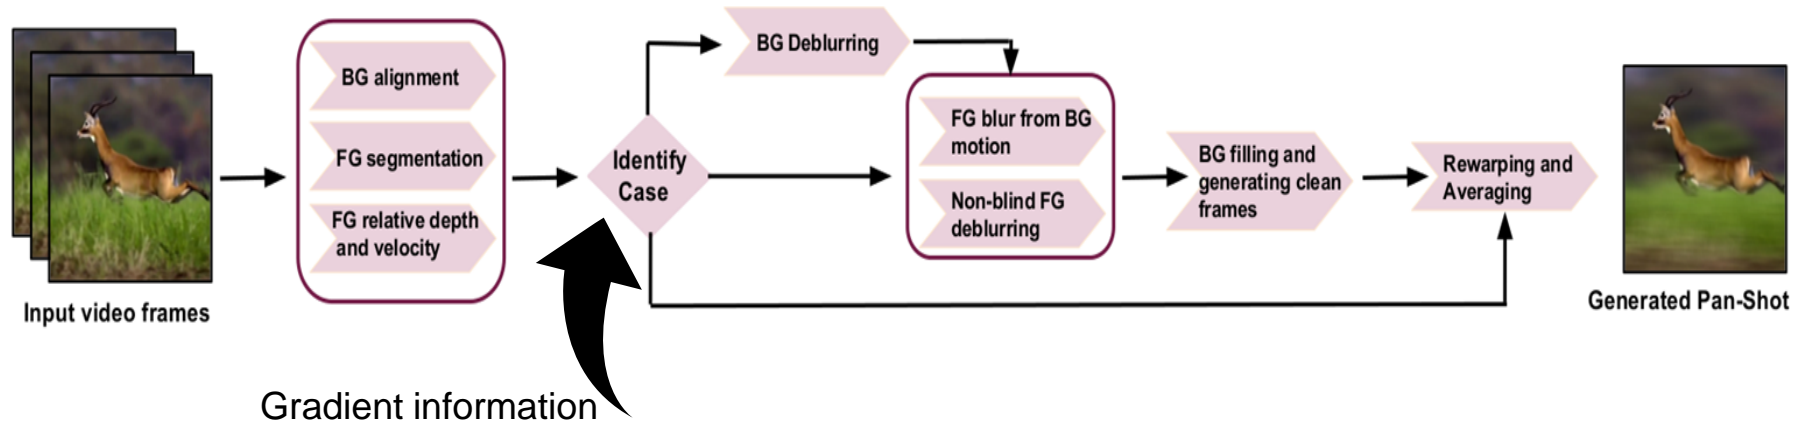 Input video frames
BG alignment
FG segmentation
FG relative depth
and velocity
Identify
Case
Gradient information
BG Deblurring
FG blur from BG
motion
Non-blind FG
deblurring
BG filling and
generating clean
frames
Rewarping and
Averaging
Generated Pan-Shot